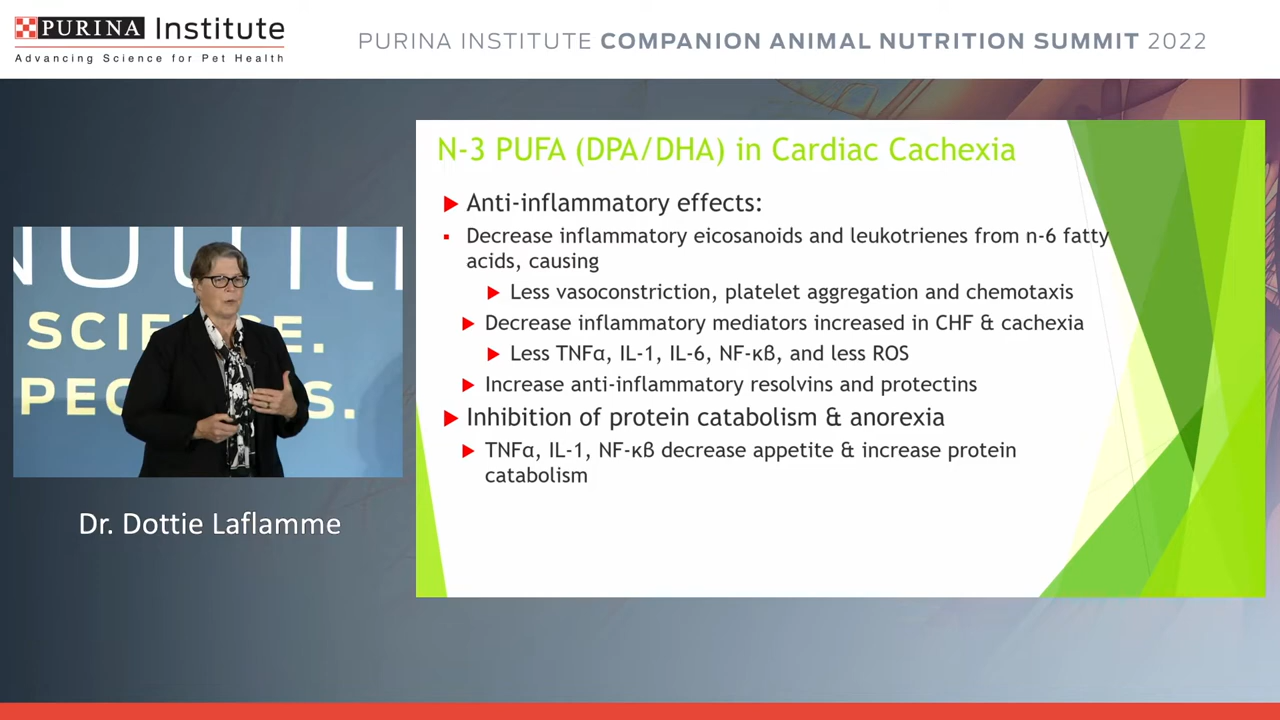 PURINA Institute
Advancing Science for Pet Health
PURINA INSTITUTE COMPANION ANIMAL NUTRITION SUMMIT 2022
N-3 PUFA (DPA/DHA) in Cardiac Cachexia
Anti-inflammatory effects:
Decrease inflammatory eicosanoids and leukotrienes from n-6 fatty
acids, causing
Less vasoconstriction, platelet aggregation and chemotaxis
Decrease inflammatory mediators increased in CHF & cachexia
Less TNFα, IL-1, IL-6, NF-κß, and less ROS
Increase anti-inflammatory resolvins and protectins
Inhibition of protein catabolism & anorexia
TNFα, IL-1, NF-κß decrease appetite & increase protein
catabolism
SCIENCE.
Dr. Dottie Laflamme